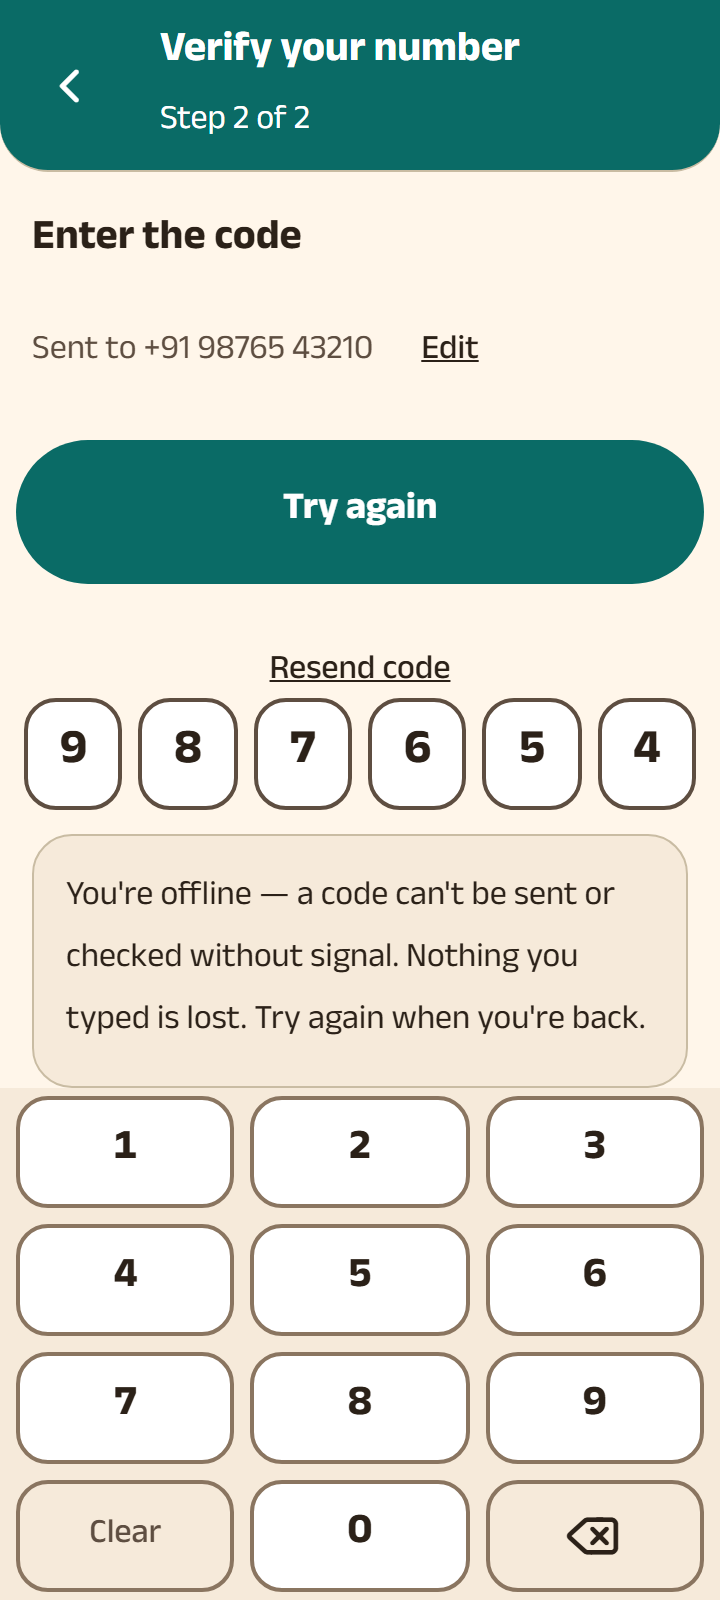 Verify your number
Step 2 of 2
Enter the code
Sent to +91 98765 43210 Edit
Try again
Resend code
9 8 7 6 5 4
You're offline — a code can't be sent or
checked without signal. Nothing you
typed is lost. Try again when you're back.
1 2 3
4 5 6
7 8 9
Clear 0